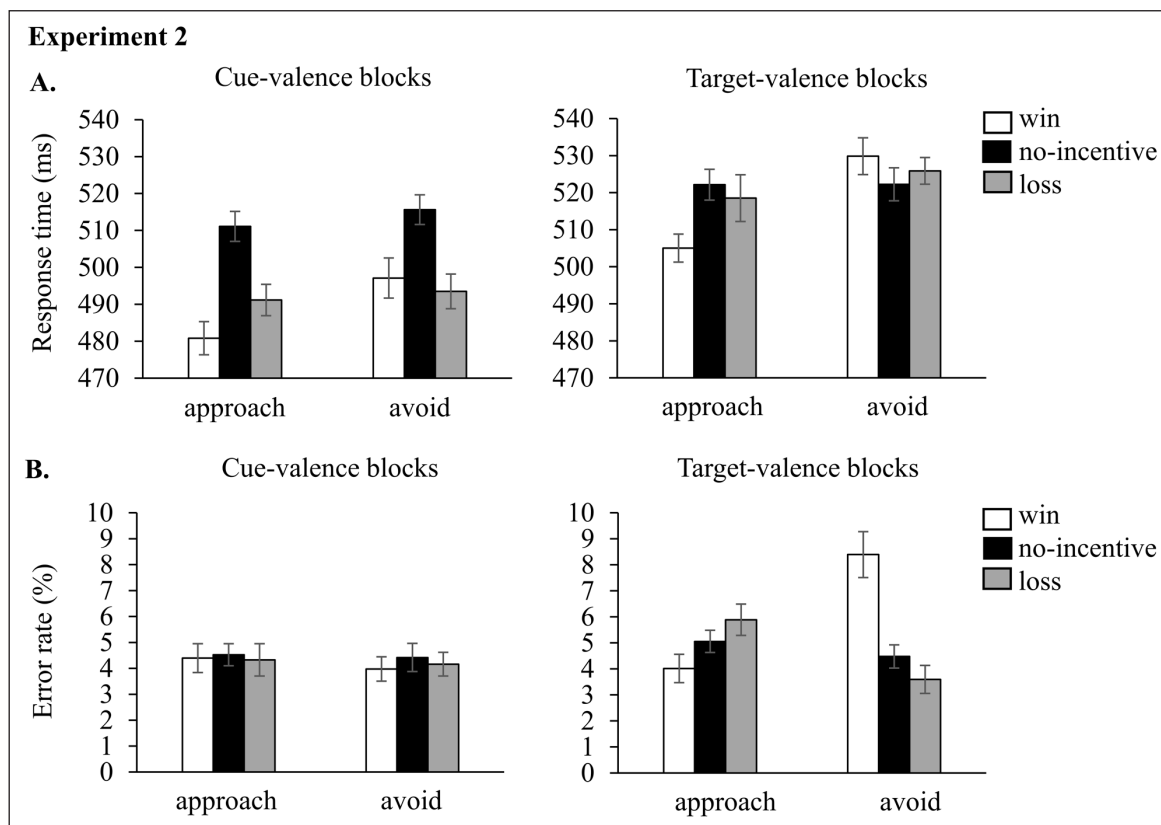 Experiment 2
A.
Cue-valence blocks
Response time (ms)
540
530
520
510
500
490
480
470
approach avoid
Target-valence blocks
540
530
520
510
500
490
480
470
approach avoid
win
no-incentive
loss
B.
Cue-valence blocks
Error rate (%)
10
9
8
7
6
5
4
3
2
1
0
approach avoid
Target-valence blocks
10
9
8
7
6
5
4
3
2
1
0
approach avoid
win
no-incentive
loss